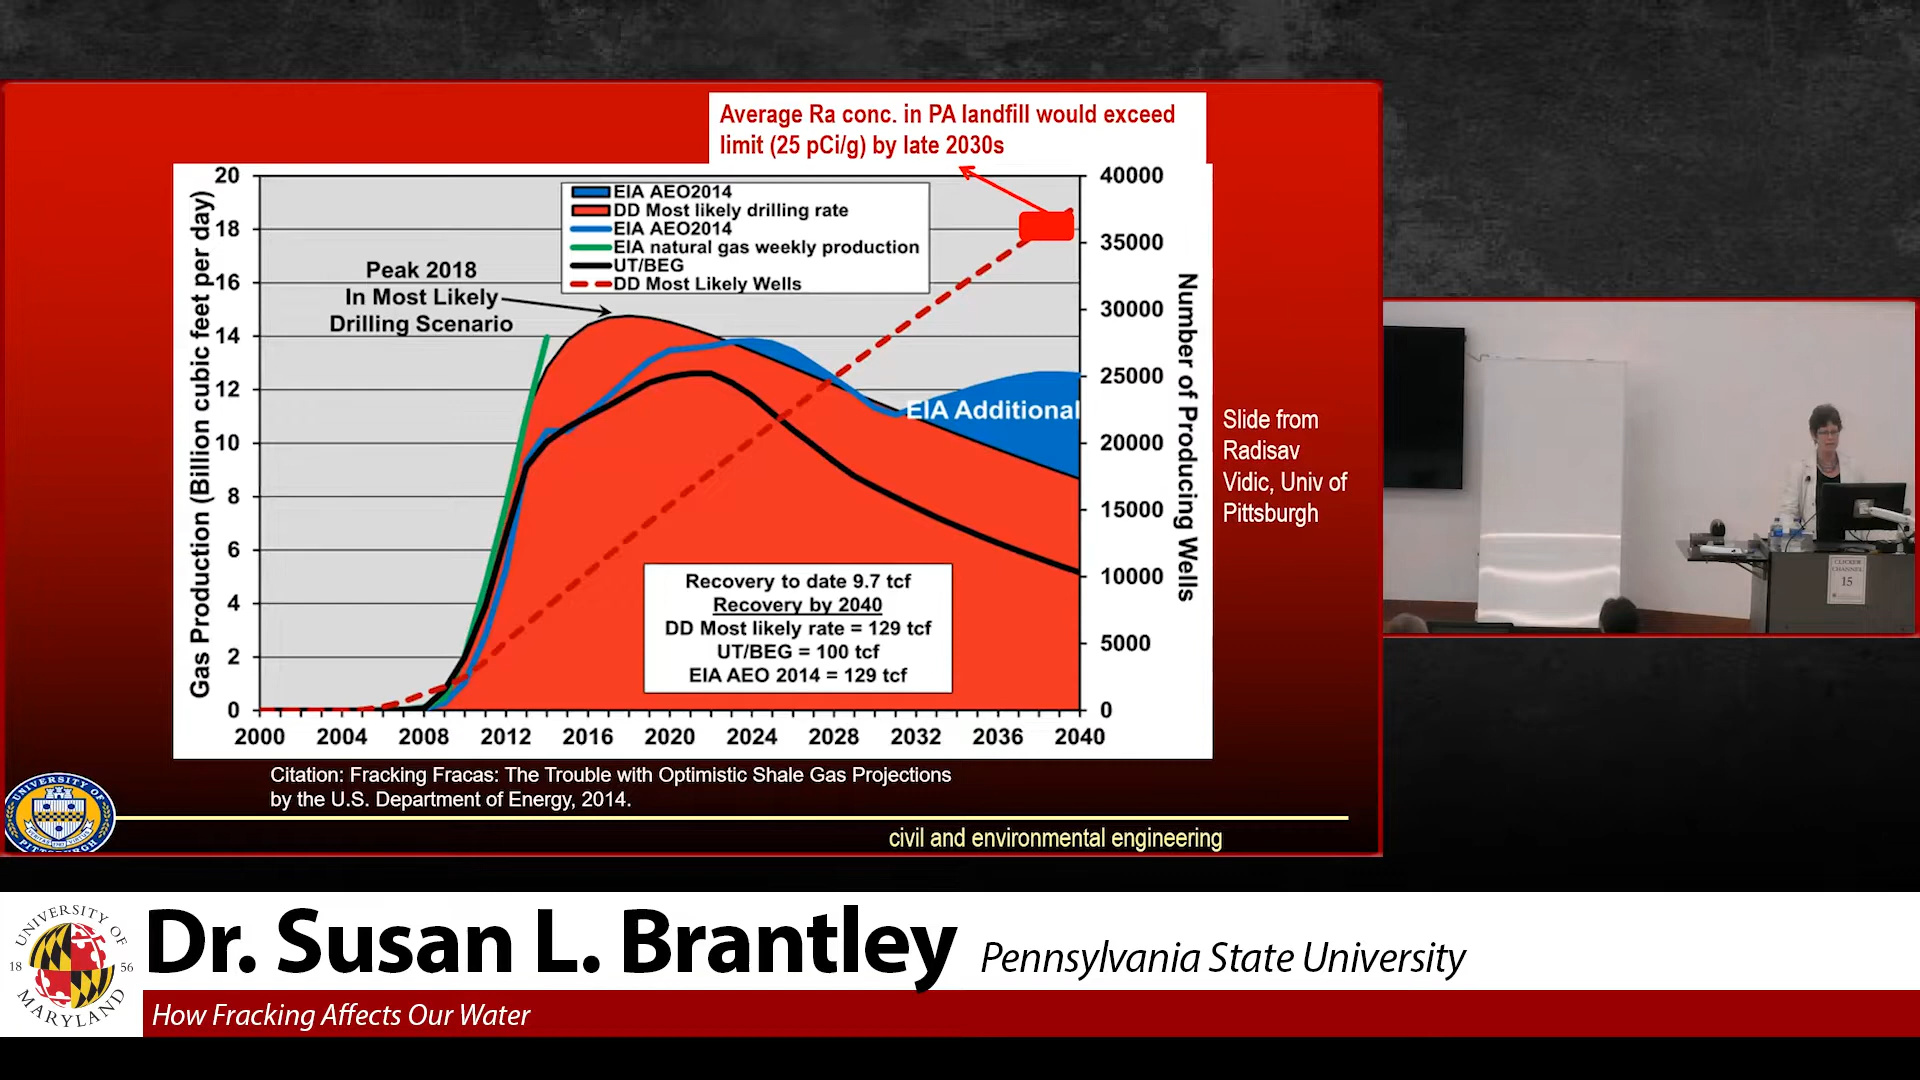 Average Ra conc. in PA landfill would exceed
limit (25 pCi/g) by late 2030s
20
18
16
14
12
10
8
6
4
2
0
Gas Production (Billion cubic feet per day)
EIA AEO2014
DD Most likely drilling rate
EIA AEO2014
EIA natural gas weekly production
UT/BEG
DD Most Likely Wells
Peak 2018
In Most Likely
Drilling Scenario
EIA Additional
Recovery to date 9.7 tcf
Recovery by 2040
DD Most likely rate = 129 tcf
UT/BEG = 100 tcf
EIA AEO 2014 = 129 tcf
40000
35000
30000
25000
20000
15000
10000
5000
0
Number of Producing Wells
2000 2004 2008 2012 2016 2020 2024 2028 2032 2036 2040
Slide from
Radisav
Vidic, Univ of
Pittsburgh
Citation: Fracking Fracas: The Trouble with Optimistic Shale Gas Projections
by the U.S. Department of Energy, 2014.
UNIVERSITY OF
PITTSBURGH
civil and environmental engineering
CLICKER
CHANNEL
15
UNIVERSITY OF
18 56
MARYLAND
Dr. Susan L. Brantley Pennsylvania State University
How Fracking Affects Our Water